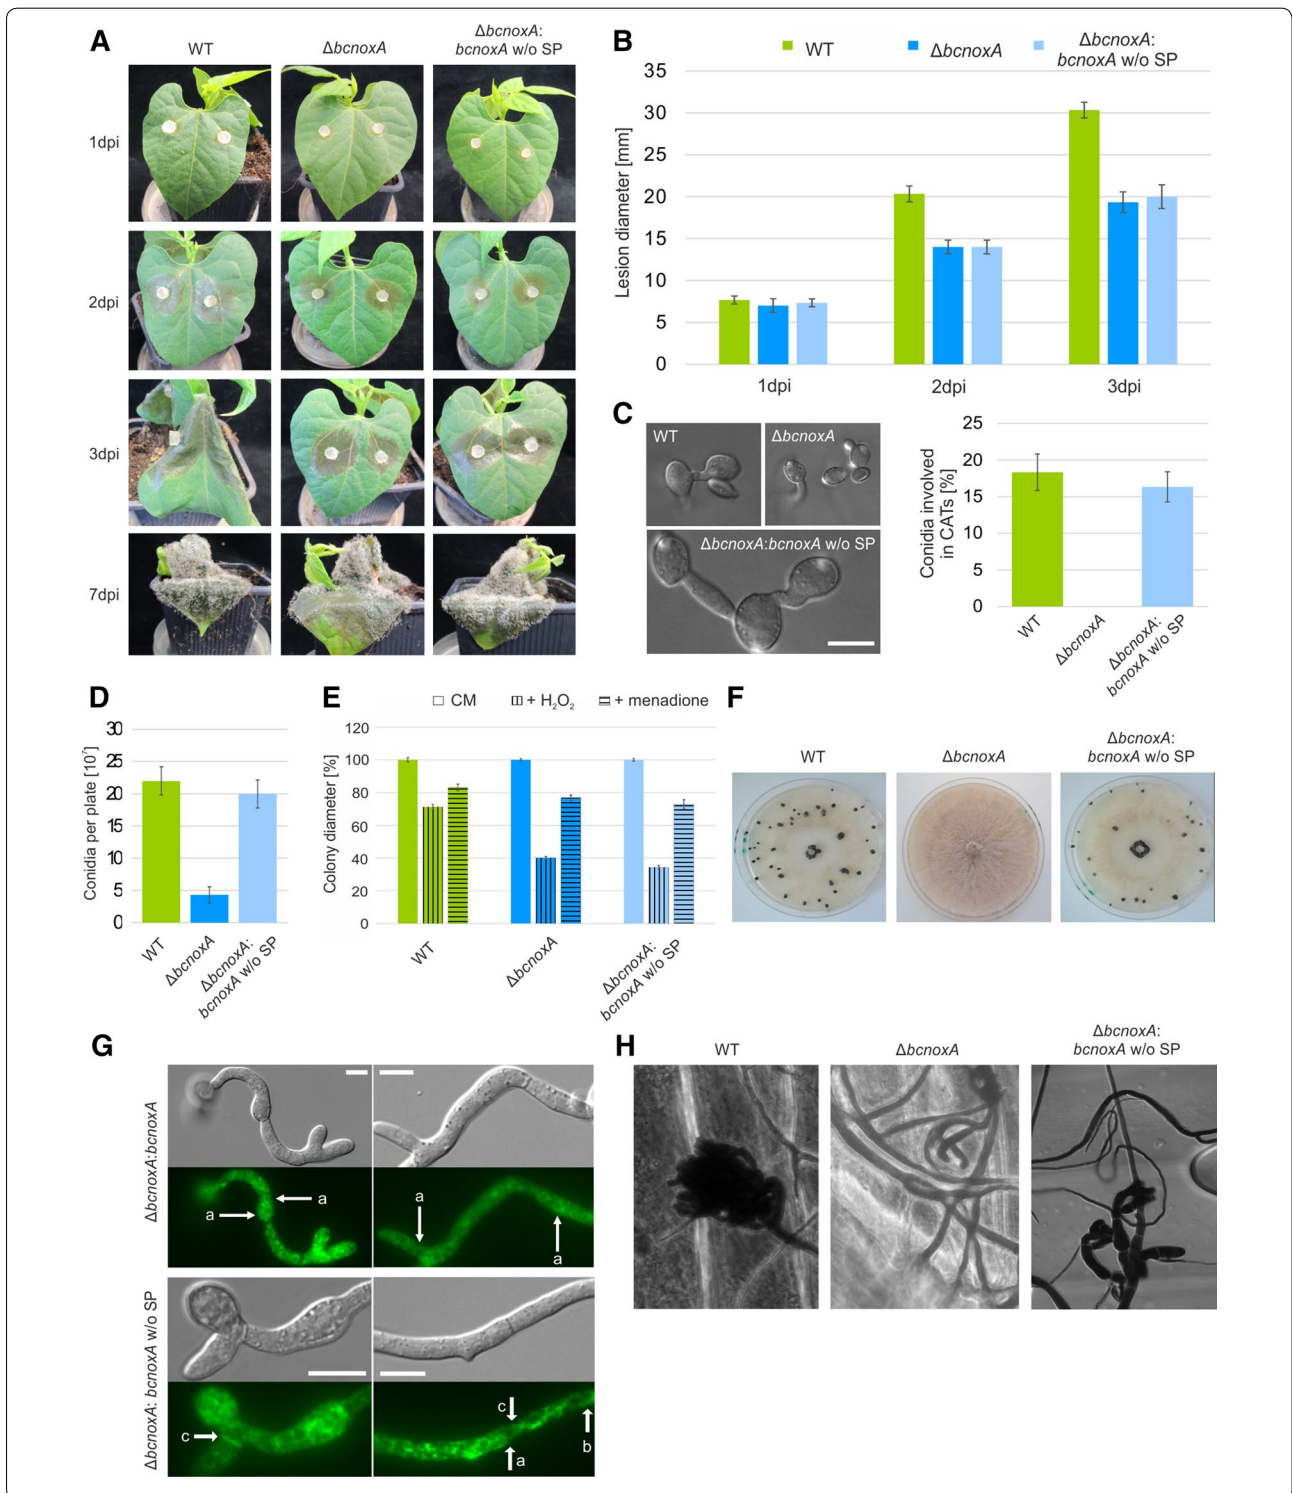 A
WT
ΔbcnoxA
ΔbcnoxA:
bcnoxA w/o SP
1dpi
2dpi
3dpi
7dpi
B
WT
ΔbcnoxA
ΔbcnoxA:
bcnoxA w/o SP
Lesion diameter [mm]
35
30
25
20
15
10
5
0
1dpi
2dpi
3dpi
C
WT
ΔbcnoxA
ΔbcnoxA:bcnoxA w/o SP
Conidia involved
in CATs [%]
25
20
15
10
5
0
WT
ΔbcnoxA
ΔbcnoxA:
bcnoxA w/o SP
D
Conidia per plate [10⁷]
30
25
20
15
10
5
0
WT
ΔbcnoxA
ΔbcnoxA:
bcnoxA w/o SP
E
CM
+ H₂O₂
+ menadione
Colony diameter [%]
120
100
80
60
40
20
0
WT
ΔbcnoxA
ΔbcnoxA:
bcnoxA w/o SP
F
WT
ΔbcnoxA
ΔbcnoxA:
bcnoxA w/o SP
G
ΔbcnoxA:bcnoxA
a
a
a
a
ΔbcnoxA: bcnoxA w/o SP
c
c
a
b
H
WT
ΔbcnoxA
ΔbcnoxA:
bcnoxA w/o SP